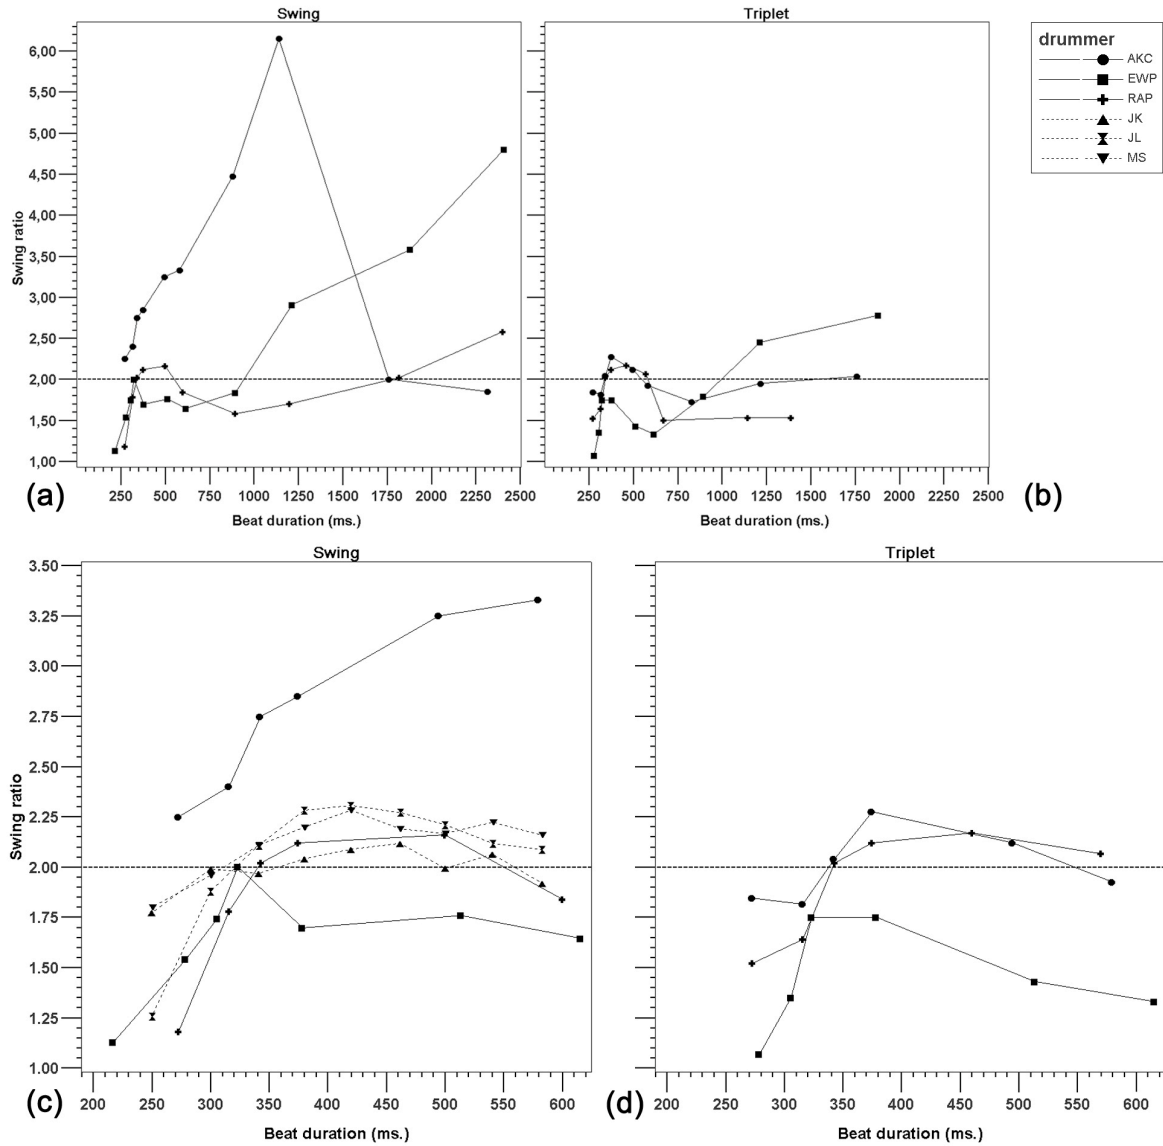 Swing
Triplet
6,00
5,50
5,00
4,50
4,00
3,50
3,00
2,50
2,00
1,50
1,00
Swing ratio
250 500 750 1000 1250 1500 1750 2000 2250 2500
Beat duration (ms.)
(a)
250 500 750 1000 1250 1500 1750 2000 2250 2500
Beat duration (ms.)
(b)
drummer
AKC
EWP
RAP
JK
JL
MS
Swing
Triplet
3.50
3.25
3.00
2.75
2.50
2.25
2.00
1.75
1.50
1.25
1.00
Swing ratio
200 250 300 350 400 450 500 550 600
Beat duration (ms.)
(c)
200 250 300 350 400 450 500 550 600
Beat duration (ms.)
(d)